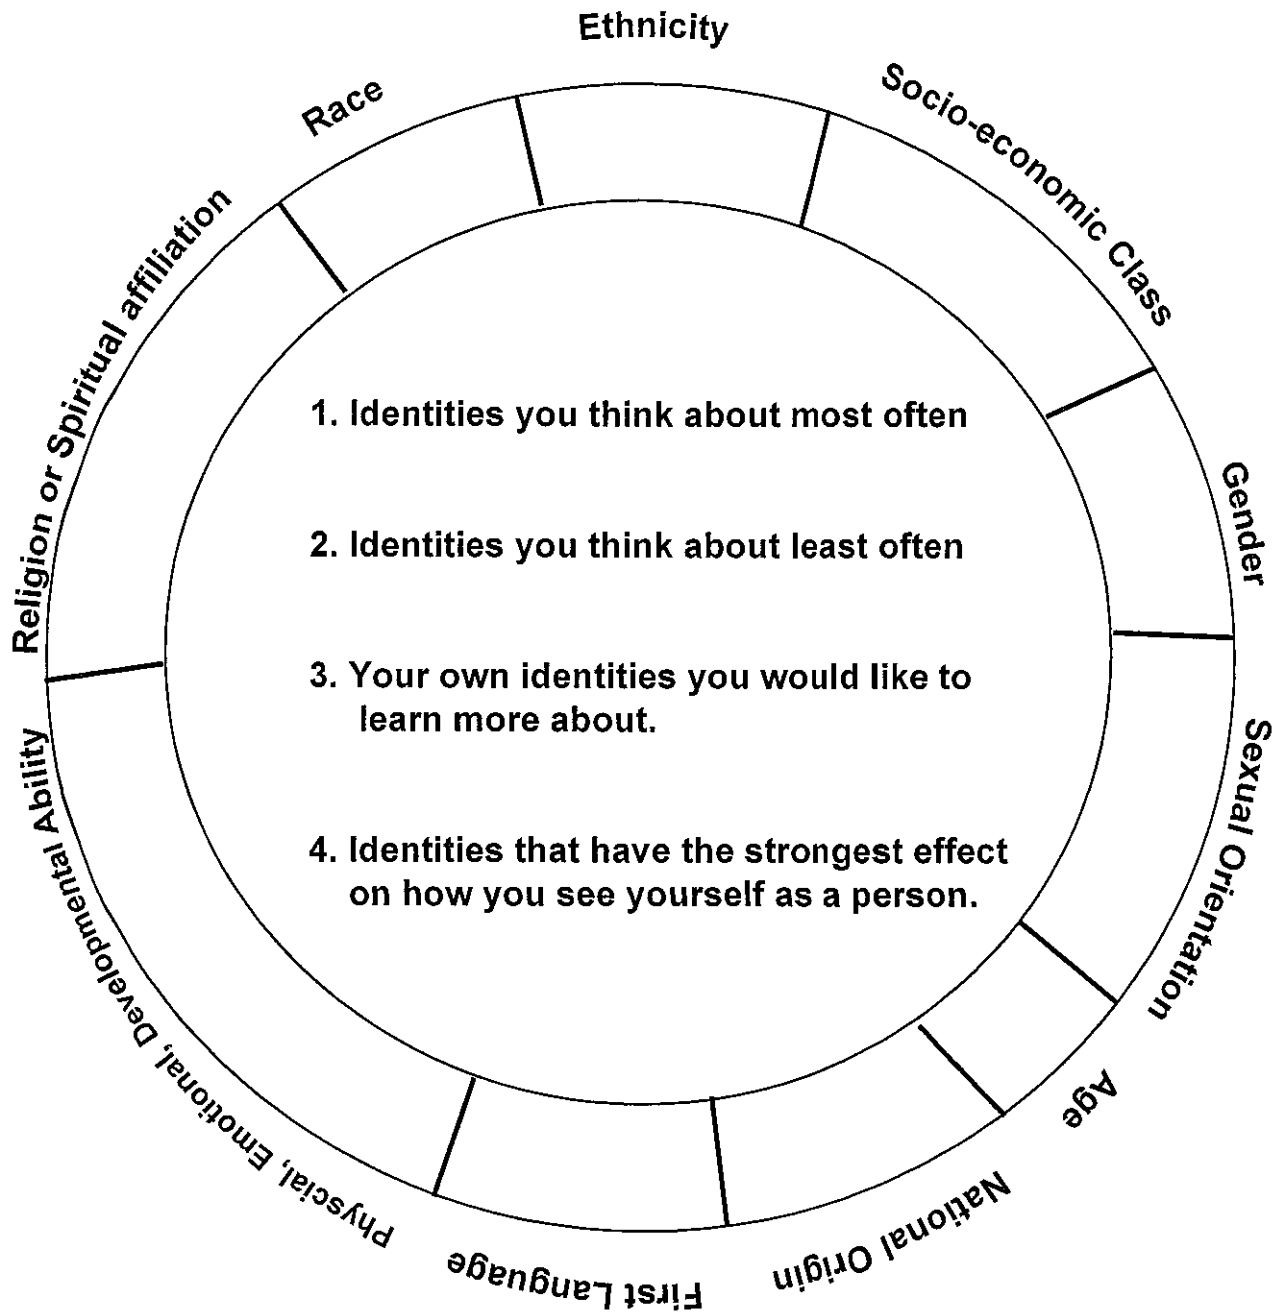 Ethnicity
Socio-economic Class
Gender
Sexual Orientation
Age
National Origin
First Language
Physcial, Emotional, Developmental Ability
Religion or Spiritual affiliation
Race
1. Identities you think about most often
2. Identities you think about least often
3. Your own identities you would like to
learn more about.
4. Identities that have the strongest effect
on how you see yourself as a person.